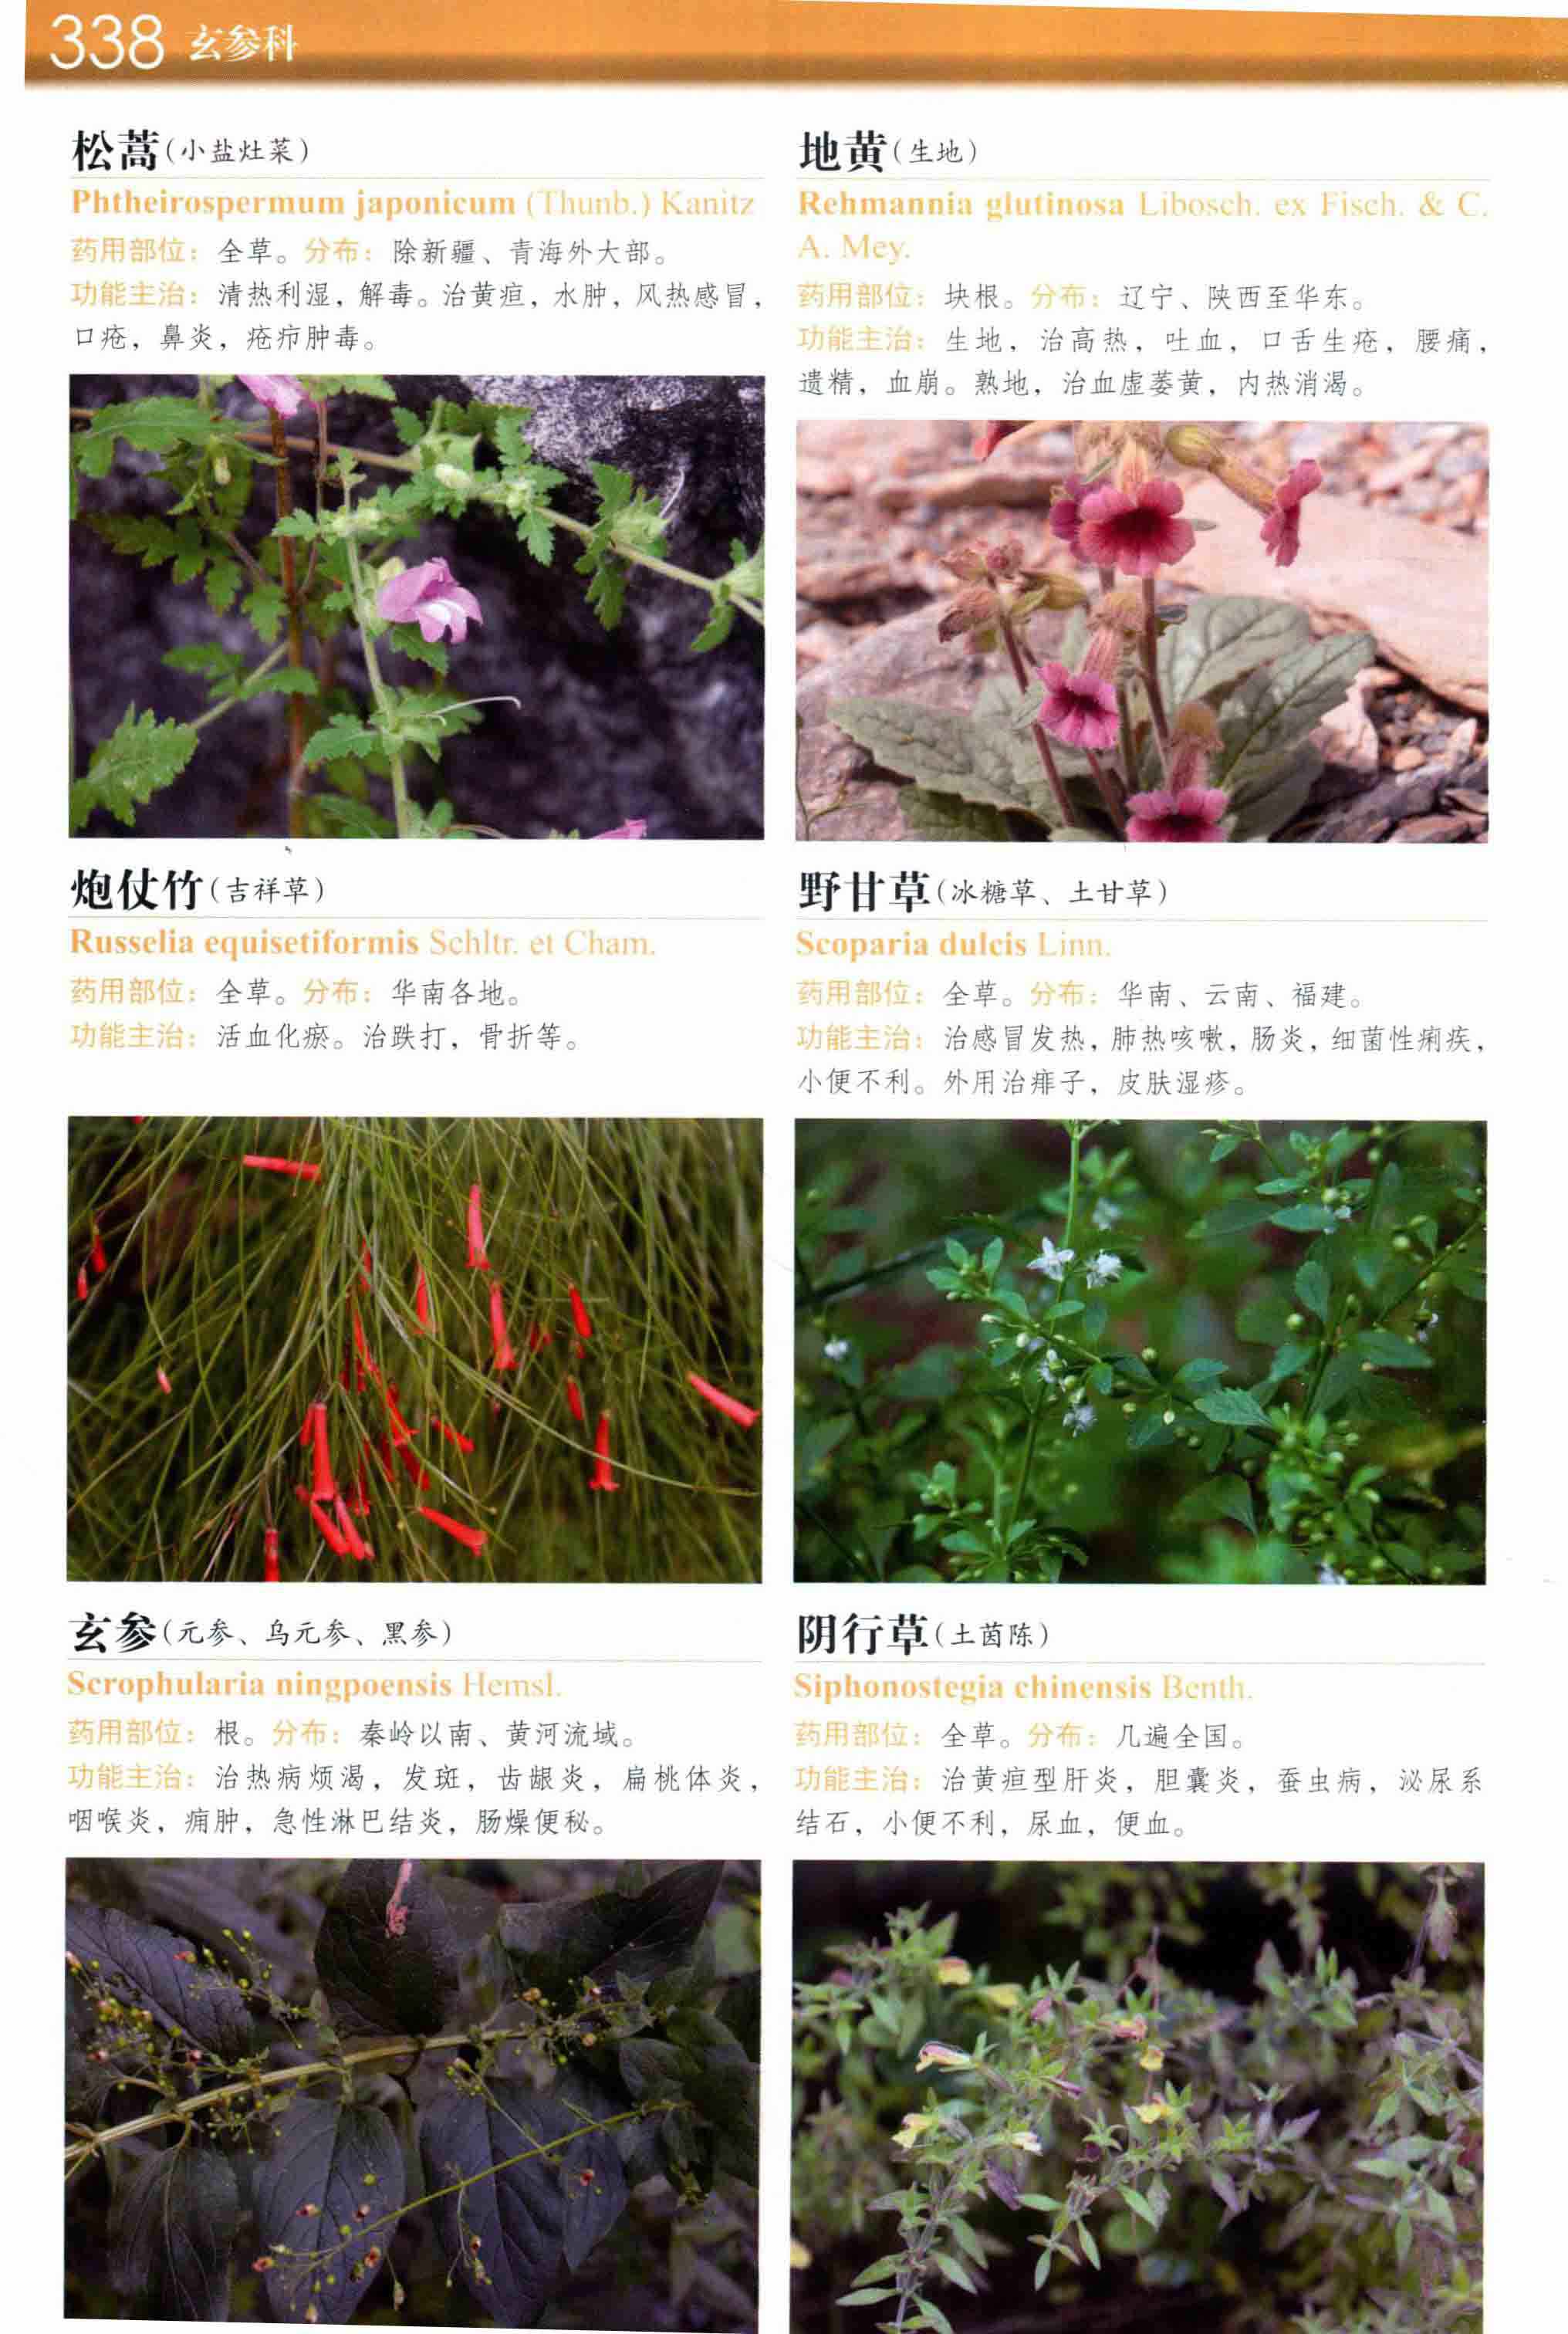 338 玄参科
松蒿(小盐灶菜)
Phtheirospermum japonicum (Thunb.) Kanitz
药用部位：全草。分布：除新疆、青海外大部。
功能主治：清热利湿，解毒。治黄疸，水肿，风热感冒，
口疮，鼻炎，疮疖肿毒。
地黄(生地)
Rehmannia glutinosa Libosch. ex Fisch. & C.
A. Mey.
药用部位：块根。分布：辽宁、陕西至华东。
功能主治：生地，治高热，吐血，口舌生疮，腰痛，
遗精，血崩。熟地，治血虚萎黄，内热消渴。
炮仗竹(吉祥草)
Russelia equisetiformis Schltr. et Cham.
药用部位：全草。分布：华南各地。
功能主治：活血化瘀。治跌打，骨折等。
野甘草(冰糖草、土甘草)
Scoparia dulcis Linn.
药用部位：全草。分布：华南、云南、福建。
功能主治：治感冒发热，肺热咳嗽，肠炎，细菌性痢疾，
小便不利。外用治痱子，皮肤湿疹。
玄参(元参、乌元参、黑参)
Scrophularia ningpoensis Hemsl.
药用部位：根。分布：秦岭以南、黄河流域。
功能主治：治热病烦渴，发斑，齿龈炎，扁桃体炎，
咽喉炎，痈肿，急性淋巴结炎，肠燥便秘。
阴行草(土茵陈)
Siphonostegia chinensis Benth.
药用部位：全草。分布：几遍全国。
功能主治：治黄疸型肝炎，胆囊炎，蚕虫病，泌尿系
结石，小便不利，尿血，便血。